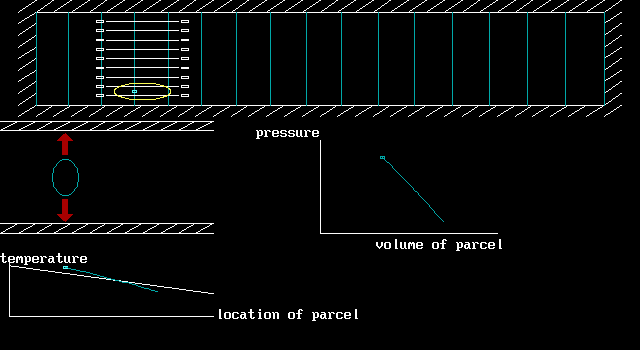 pressure
volume of parcel
temperature
location of parcel